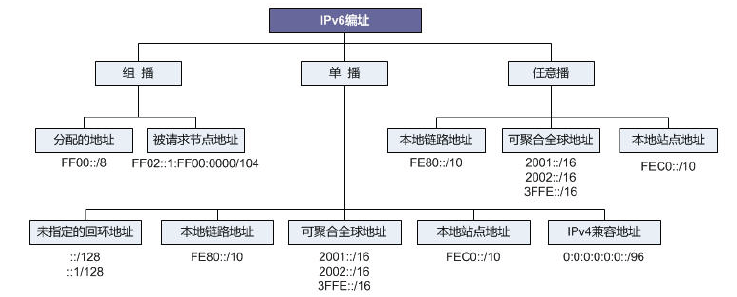 IPv6编址
组 播
单 播
任意播
分配的地址
被请求节点地址
本地链路地址
可聚合全球地址
本地站点地址
FF00::/8
FF02::1:FF00:0000/104
FE80::/10
2001::/16
2002::/16
3FFE::/16
FEC0::/10
未指定的回环地址
本地链路地址
可聚合全球地址
本地站点地址
IPv4兼容地址
::/128
::1/128
FE80::/10
2001::/16
2002::/16
3FFE::/16
FEC0::/10
0:0:0:0:0:0::/96